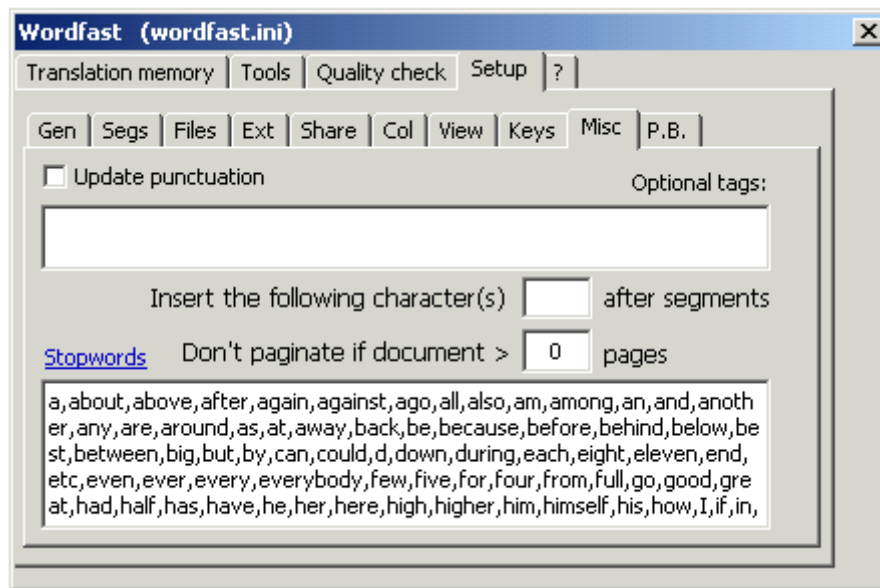 Wordfast (wordfast.ini)
Translation memory Tools Quality check Setup ?
Gen Segs Files Ext Share Col View Keys Misc P.B.
Update punctuation Optional tags:
Insert the following character(s) after segments
Stopwords Don't paginate if document > 0 pages
a,about,above,after,again,against,ago,all,also,am,among,an,and,anoth
er,any,are,around,as,at,away,back,be,because,before,behind,below,be
st,between,big,but,by,can,could,d,down,during,each,eight,eleven,end,
etc,even,ever,every,everybody,few,five,for,four,from,full,go,good,gre
at,had,half,has,have,he,her,here,high,higher,him,himself,his,how,I,if,in,